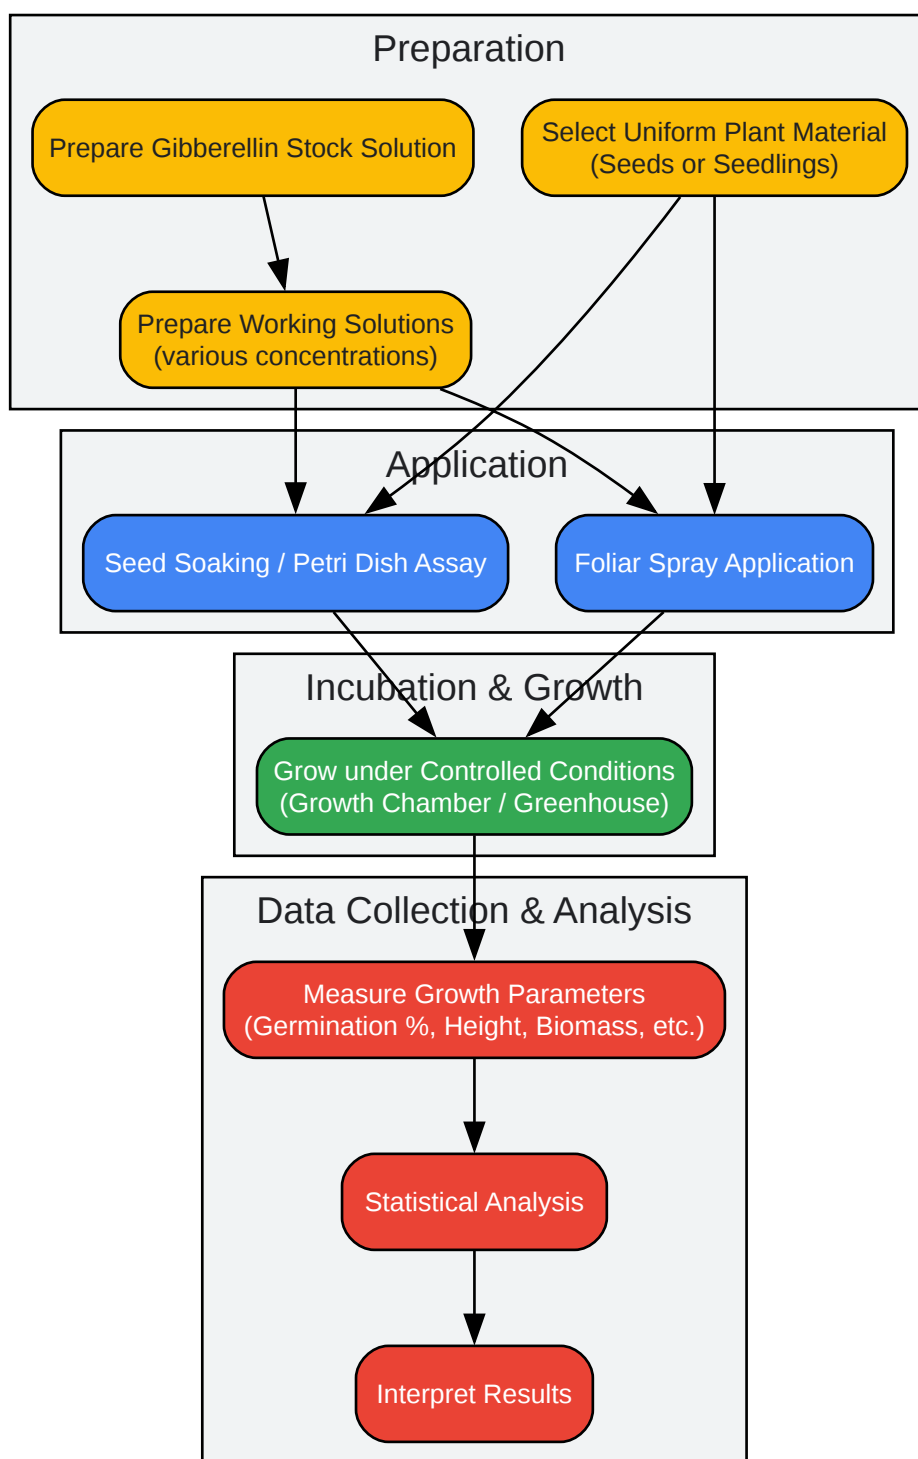 Preparation
Prepare Gibberellin Stock Solution
Select Uniform Plant Material
(Seeds or Seedlings)
Prepare Working Solutions
(various concentrations)
Application
Seed Soaking / Petri Dish Assay
Foliar Spray Application
Incubation & Growth
Grow under Controlled Conditions
(Growth Chamber / Greenhouse)
Data Collection & Analysis
Measure Growth Parameters
(Germination %, Height, Biomass, etc.)
Statistical Analysis
Interpret Results